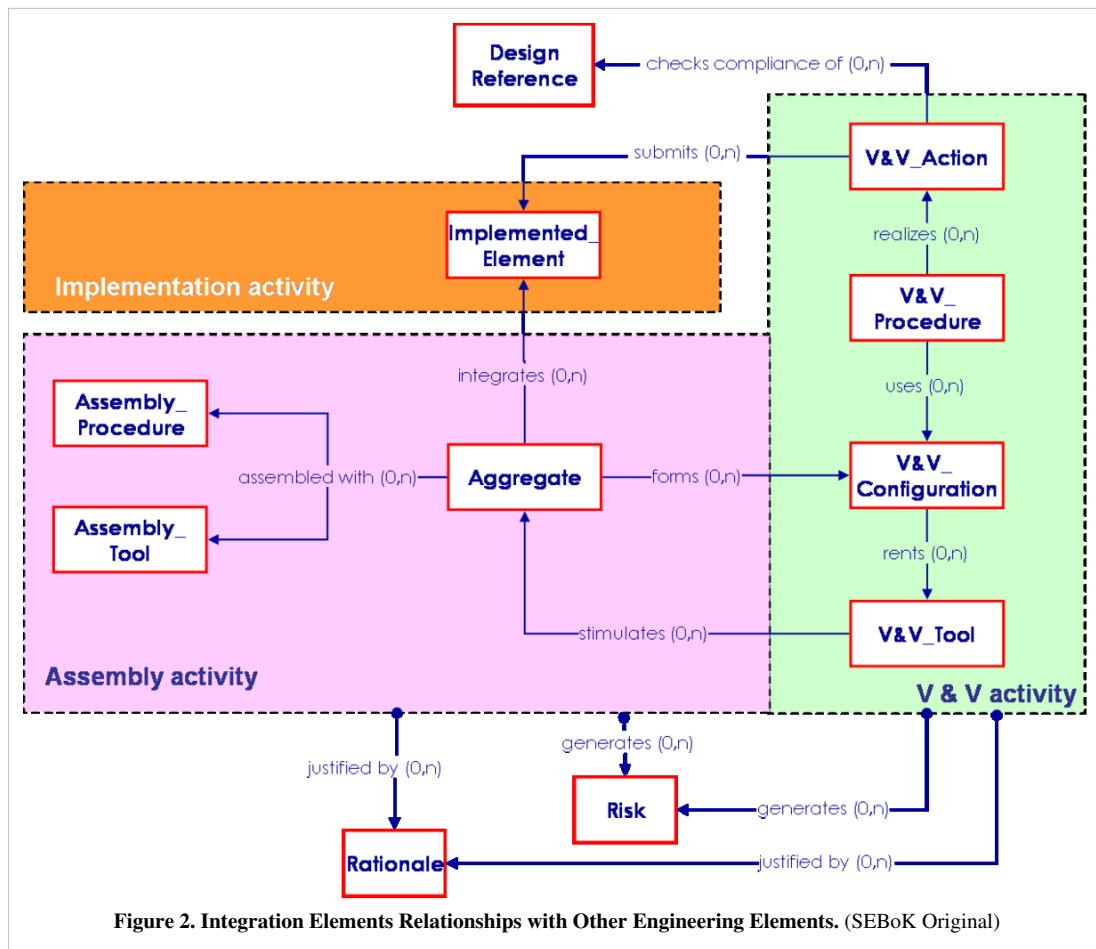 Design
Reference
checks compliance of (0,n)
V&V_Action
submits (0,n)
Implemented_
Element
realizes (0,n)
Implementation activity
V&V_
Procedure
integrates (0,n)
uses (0,n)
Assembly_
Procedure
assembled with (0,n)
Aggregate
forms (0,n)
V&V_
Configuration
Assembly_
Tool
rents (0,n)
stimulates (0,n)
V&V_Tool
Assembly activity
V & V activity
generates (0,n)
justified by (0,n)
Risk
generates (0,n)
Rationale
justified by (0,n)
Figure 2. Integration Elements Relationships with Other Engineering Elements. (SEBoK Original)